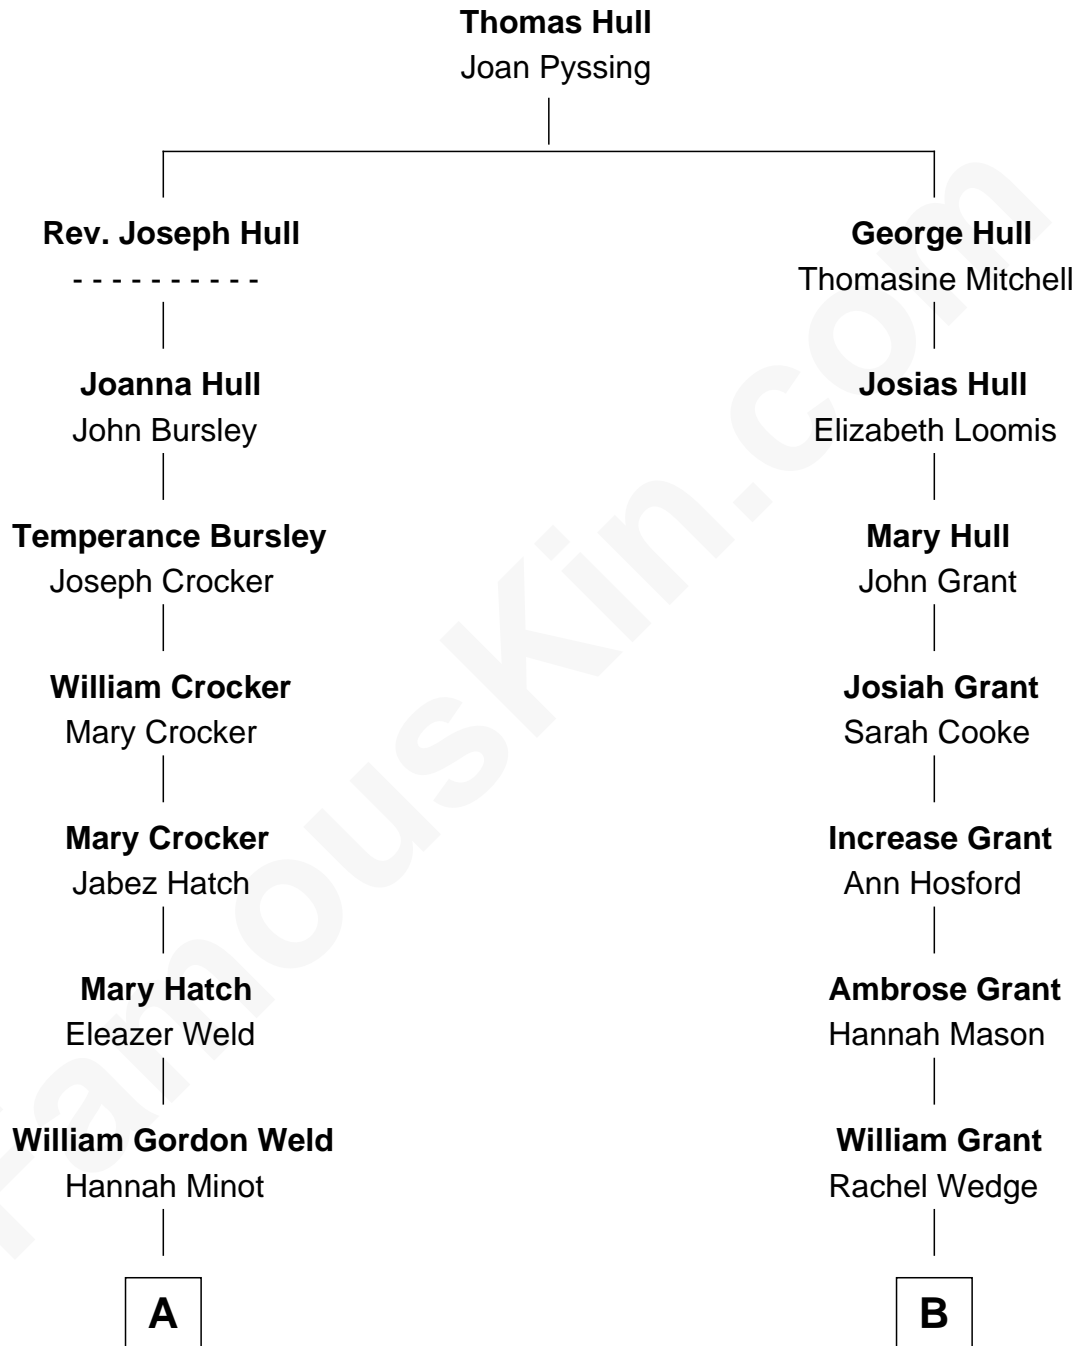 Thomas Hull
Joan Pyssing
Rev. Joseph Hull
- - - - - - - - - -
George Hull
Thomasine Mitchell
Joanna Hull
John Bursley
Josias Hull
Elizabeth Loomis
Temperance Bursley
Joseph Crocker
Mary Hull
John Grant
William Crocker
Mary Crocker
Josiah Grant
Sarah Cooke
Mary Crocker
Jabez Hatch
Increase Grant
Ann Hosford
Mary Hatch
Eleazer Weld
Ambrose Grant
Hannah Mason
William Gordon Weld
Hannah Minot
William Grant
Rachel Wedge
A
B
FamousKin.com